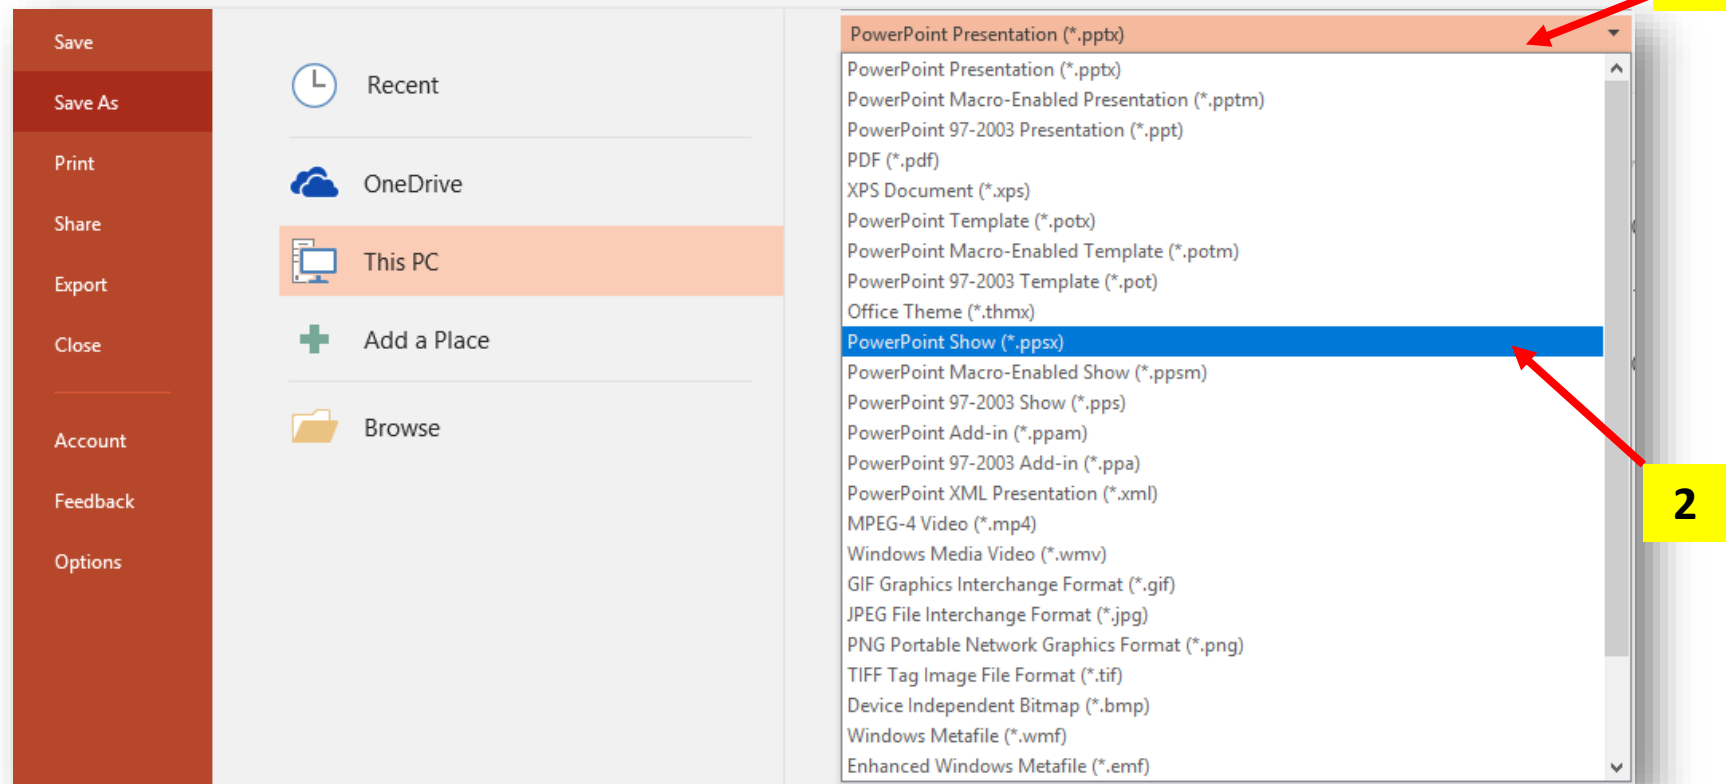 Save
Save As
Print
Share
Export
Close
Account
Feedback
Options
Recent
OneDrive
This PC
Add a Place
Browse
PowerPoint Presentation (*.pptx)
PowerPoint Presentation (*.pptx)
PowerPoint Macro-Enabled Presentation (*.pptm)
PowerPoint 97-2003 Presentation (*.ppt)
PDF (*.pdf)
XPS Document (*.xps)
PowerPoint Template (*.potx)
PowerPoint Macro-Enabled Template (*.potm)
PowerPoint 97-2003 Template (*.pot)
Office Theme (*.thmx)
PowerPoint Show (*.ppsx)
PowerPoint Macro-Enabled Show (*.ppsm)
PowerPoint 97-2003 Show (*.pps)
PowerPoint Add-in (*.ppam)
PowerPoint 97-2003 Add-in (*.ppa)
PowerPoint XML Presentation (*.xml)
MPEG-4 Video (*.mp4)
Windows Media Video (*.wmv)
GIF Graphics Interchange Format (*.gif)
JPEG File Interchange Format (*.jpg)
PNG Portable Network Graphics Format (*.png)
TIFF Tag Image File Format (*.tif)
Device Independent Bitmap (*.bmp)
Windows Metafile (*.wmf)
Enhanced Windows Metafile (*.emf)
2